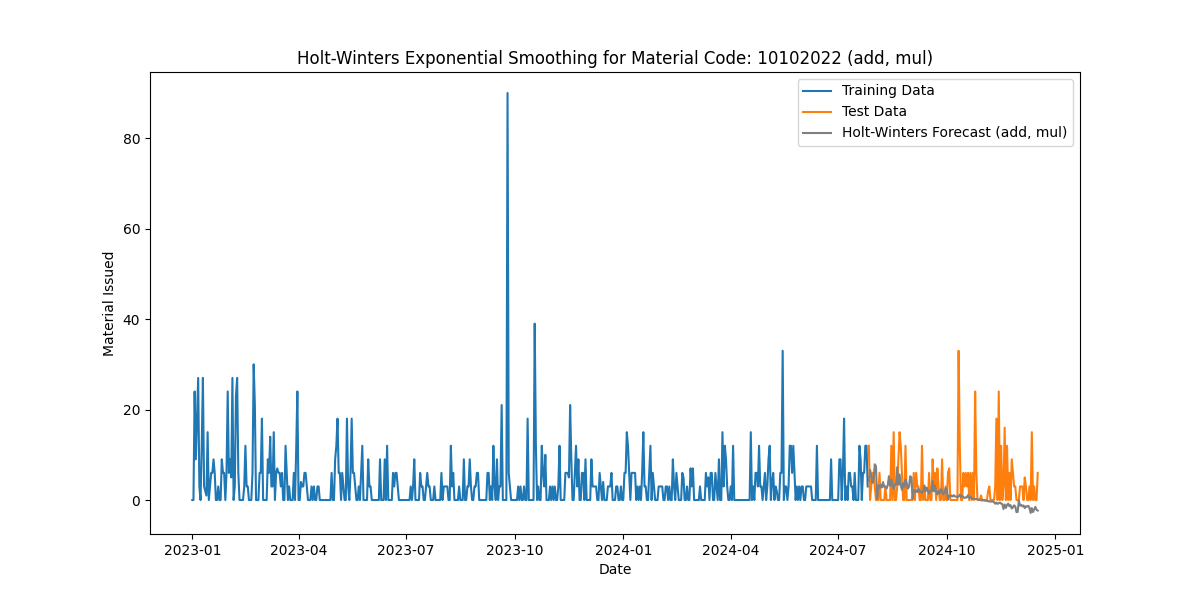 Holt-Winters Exponential Smoothing for Material Code: 10102022 (add, mul)
Training Data
Test Data
Holt-Winters Forecast (add, mul)
Material Issued
80
60
40
20
0
2023-01 2023-04 2023-07 2023-10 2024-01 2024-04 2024-07 2024-10 2025-01
Date